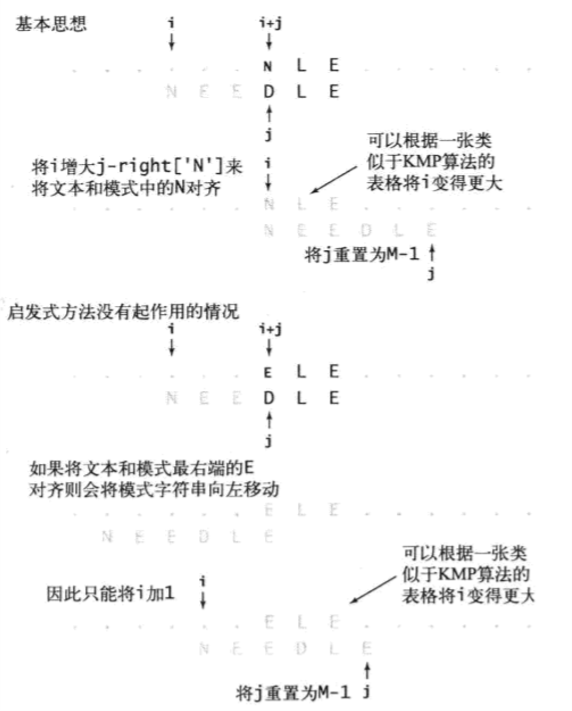 基本思想
i i+j
. . . . . . N L E . . . . . .
N E E D L E
j
将i增大j-right['N']来
将文本和模式中的N对齐
i
可以根据一张类
似于KMP算法的
表格将i变得更大
. . . . . . N L E . . . . . .
N E E D L E
将j重置为M-1
j
启发式方法没有起作用的情况
i i+j
. . . . . . E L E . . . . . .
N E E D L E
j
如果将文本和模式最右端的E
对齐则会将模式字符串向左移动
. . . . . . E L E . . . . . .
N E E D L E
因此只能将i加1
i
可以根据一张类
似于KMP算法的
表格将i变得更大
. . . . . . E L E . . . . . .
N E E D L E
将j重置为M-1 j